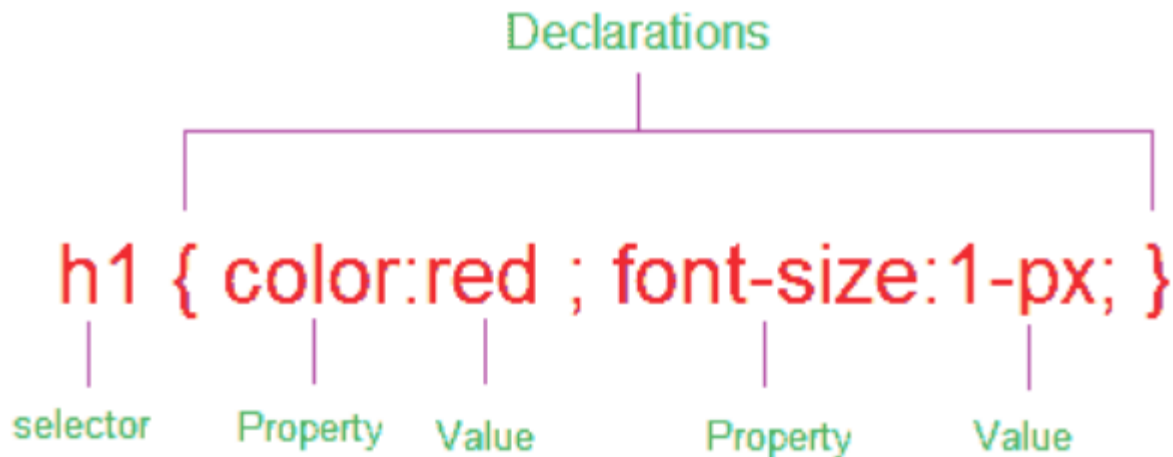 Declarations
h1 { color:red ; font-size:1-px; }
selector Property Value Property Value